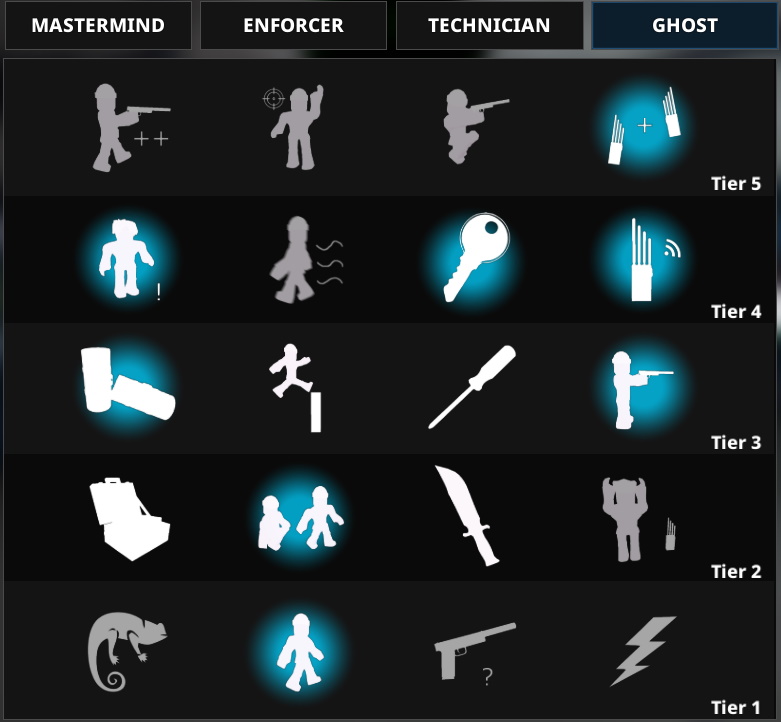 MASTERMIND ENFORCER TECHNICIAN GHOST
Tier 5
!
Tier 4
Tier 3
Tier 2
?
Tier 1